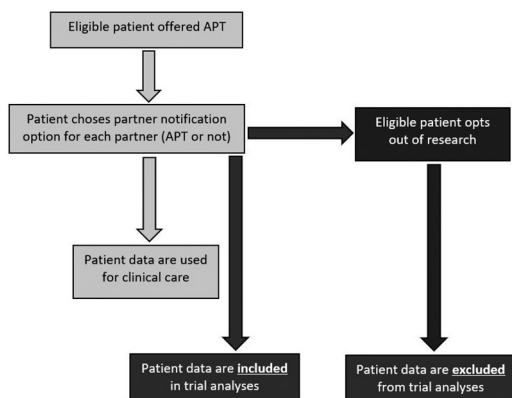 Eligible patient offered APT
Patient choses partner notification
option for each partner (APT or not)
Eligible patient opts
out of research
Patient data are used
for clinical care
Patient data are included
in trial analyses
Patient data are excluded
from trial analyses